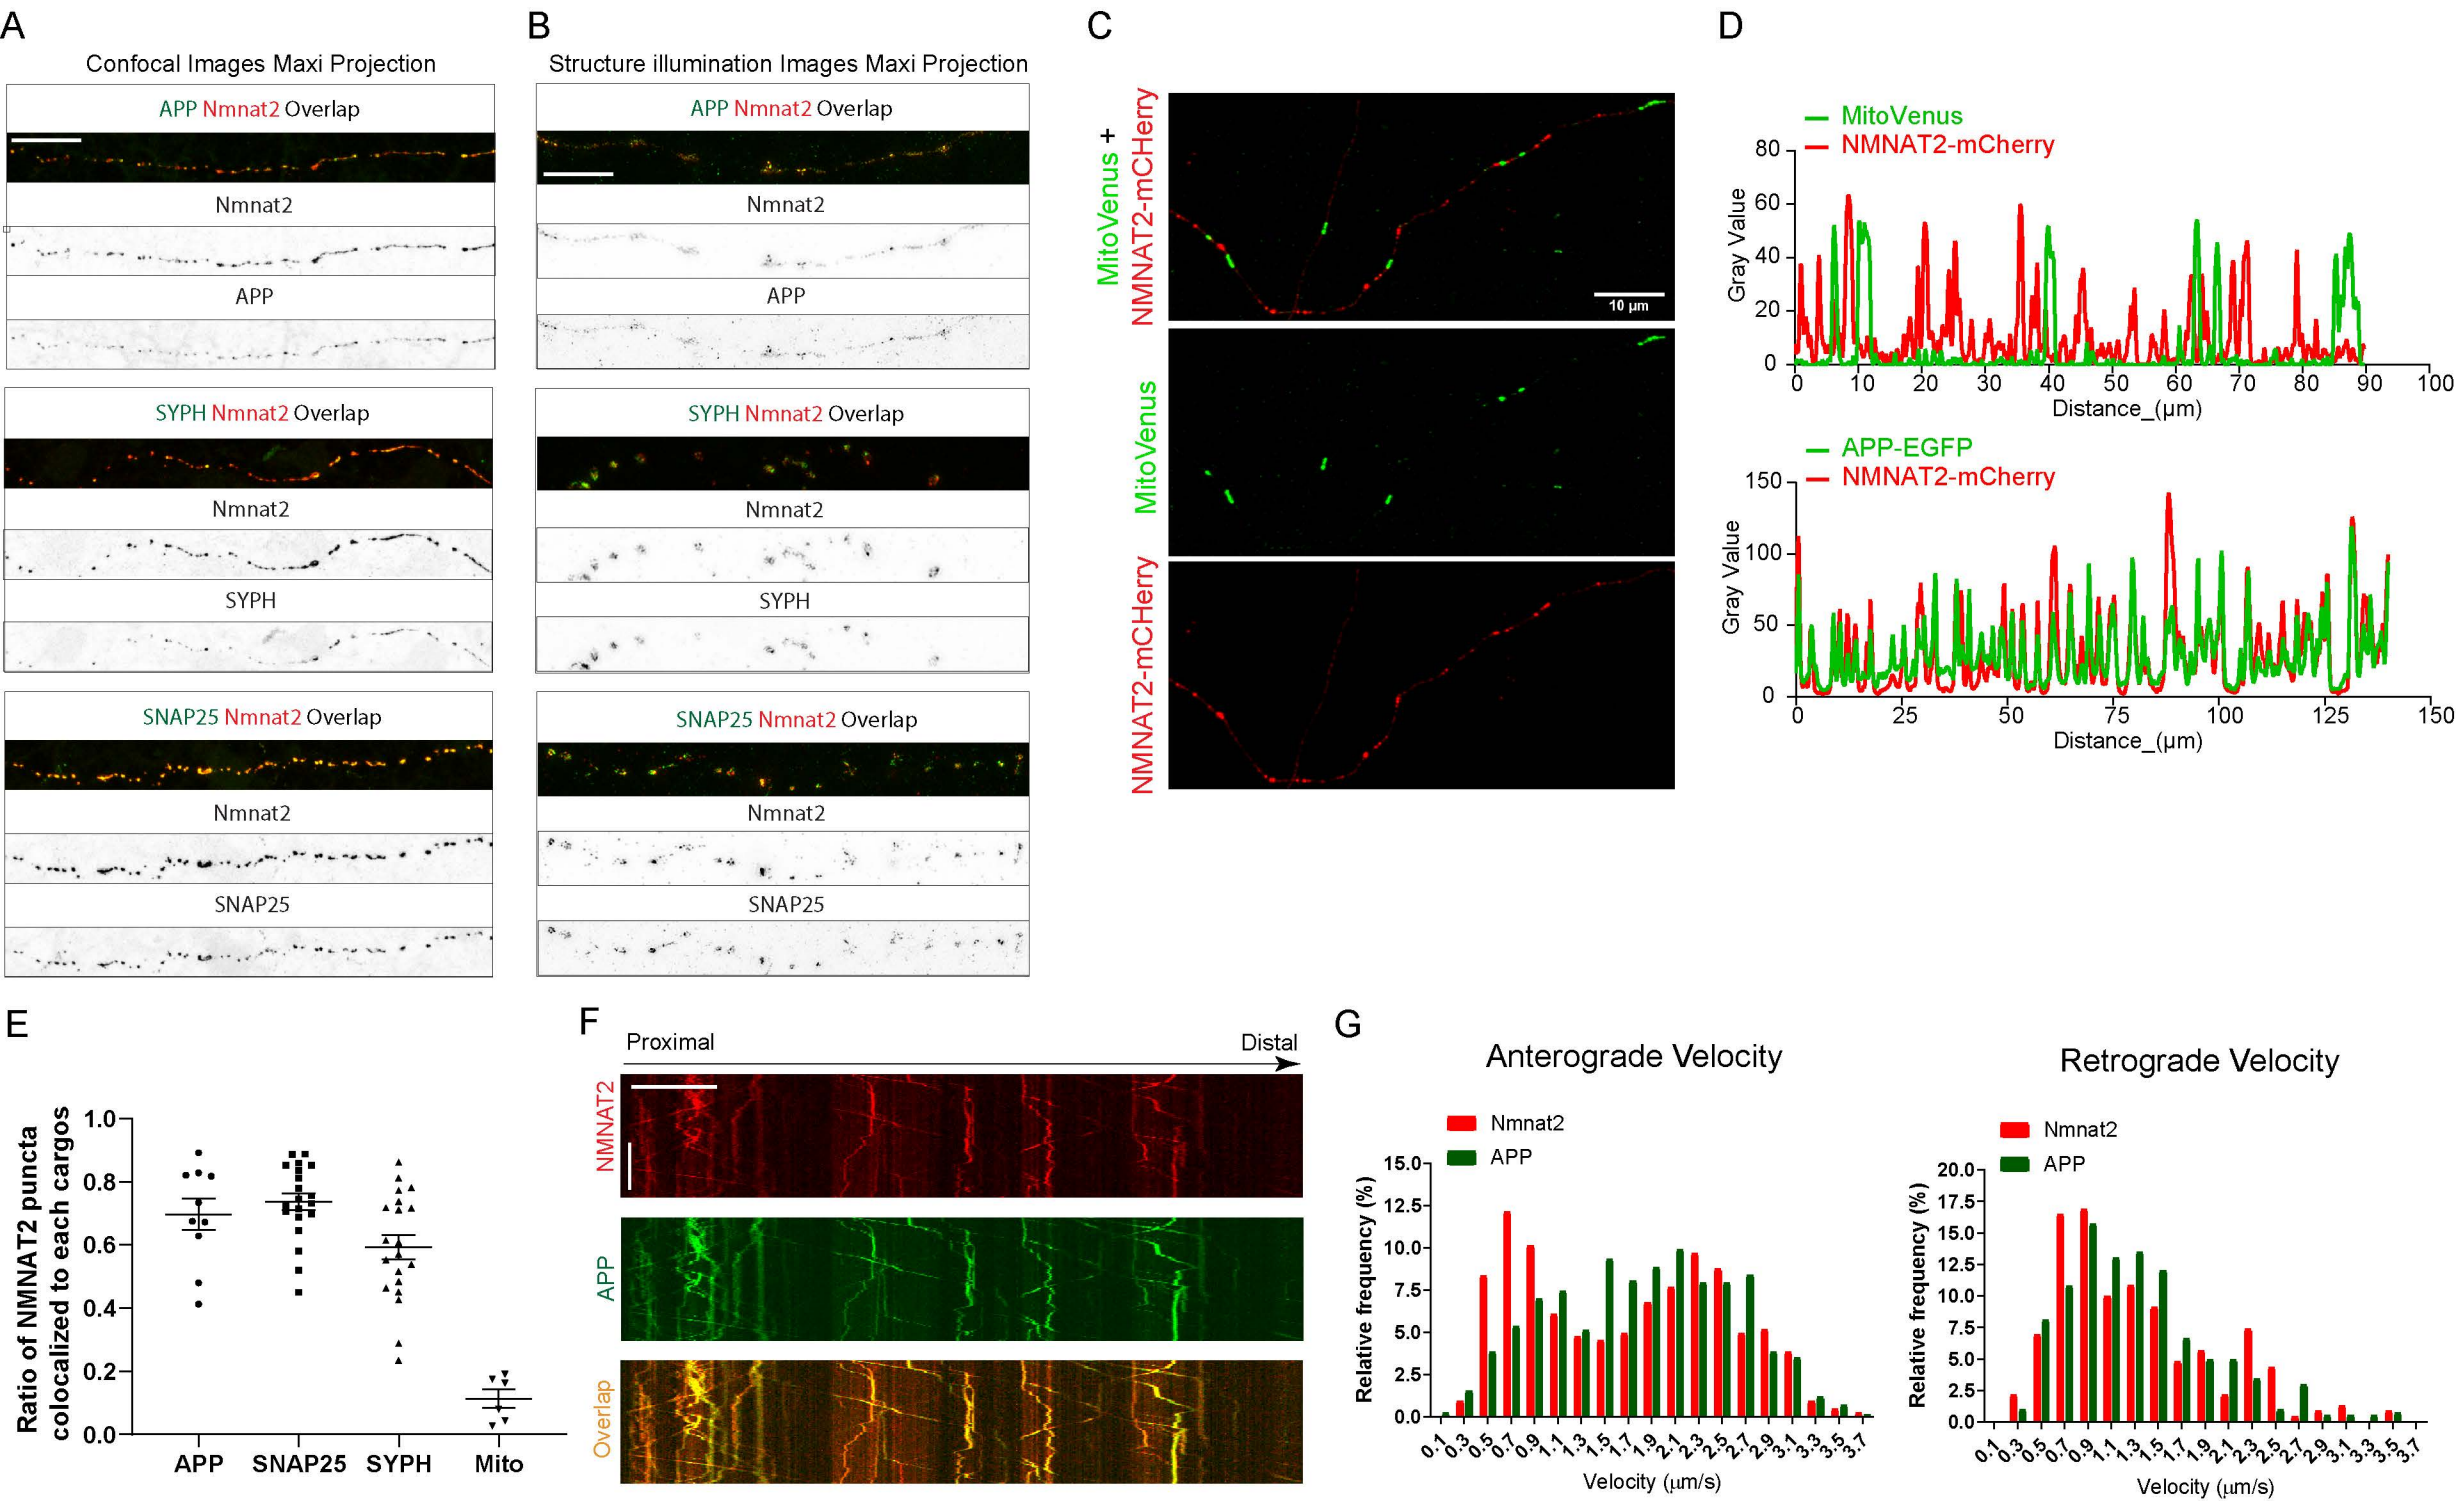 A
Confocal Images Maxi Projection
APP Nmnat2 Overlap
Nmnat2
APP
SYPH Nmnat2 Overlap
Nmnat2
SYPH
SNAP25 Nmnat2 Overlap
Nmnat2
SNAP25
B
Structure illumination Images Maxi Projection
APP Nmnat2 Overlap
Nmnat2
APP
SYPH Nmnat2 Overlap
Nmnat2
SYPH
SNAP25 Nmnat2 Overlap
Nmnat2
SNAP25
C
MitoVenus +
NMNAT2-mCHerry
10 µm
MitoVenus
NMNAT2-mCHerry
D
MitoVenus
NMNAT2-mCherry
Gray Value
80
60
40
20
0
0 10 20 30 40 50 60 70 80 90 100
Distance_(µm)
APP-EGFP
NMNAT2-mCherry
Gray Value
150
100
50
0
0 25 50 75 100 125 150
Distance_(µm)
E
Ratio of NMNAT2 puncta
colocalized to each cargos
1.0
0.8
0.6
0.4
0.2
0.0
APP SNAP25 SYPH Mito
F
Proximal Distal
NMNAT2
APP
Overlap
G
Anterograde Velocity
Nmnat2
APP
Relative frequency (%)
15.0
12.5
10.0
7.5
5.0
2.5
0.0
0.1 0.3 0.5 0.7 0.9 1.1 1.3 1.5 1.7 1.9 2.1 2.3 2.5 2.7 2.9 3.1 3.3 3.5 3.7
Velocity (µm/s)
Retrograde Velocity
Nmnat2
APP
Relative frequency (%)
20.0
17.5
15.0
12.5
10.0
7.5
5.0
2.5
0.0
0.1 0.3 0.5 0.7 0.9 1.1 1.3 1.5 1.7 1.9 2.1 2.3 2.5 2.7 2.9 3.1 3.3 3.5 3.7
Velocity (µm/s)